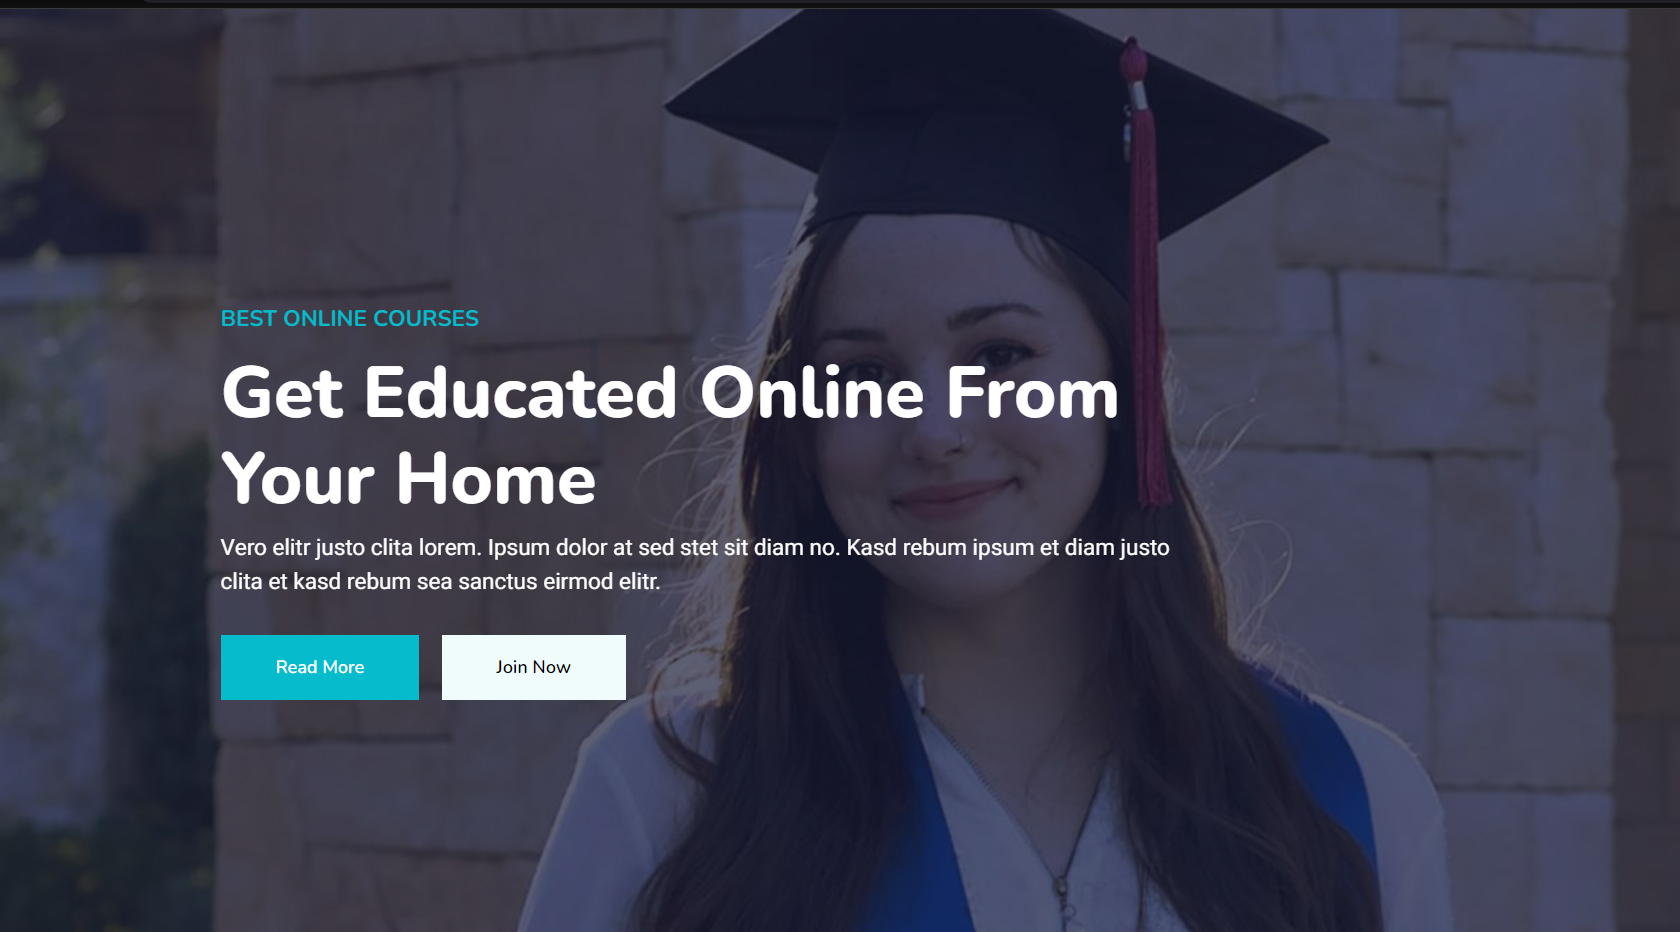 BEST ONLINE COURSES
Get Educated Online From
Your Home
Vero elitr justo clita lorem. Ipsum dolor at sed stet sit diam no. Kasd rebum ipsum et diam justo
clita et kasd rebum sea sanctus eirmod elitr.
Read More
Join Now